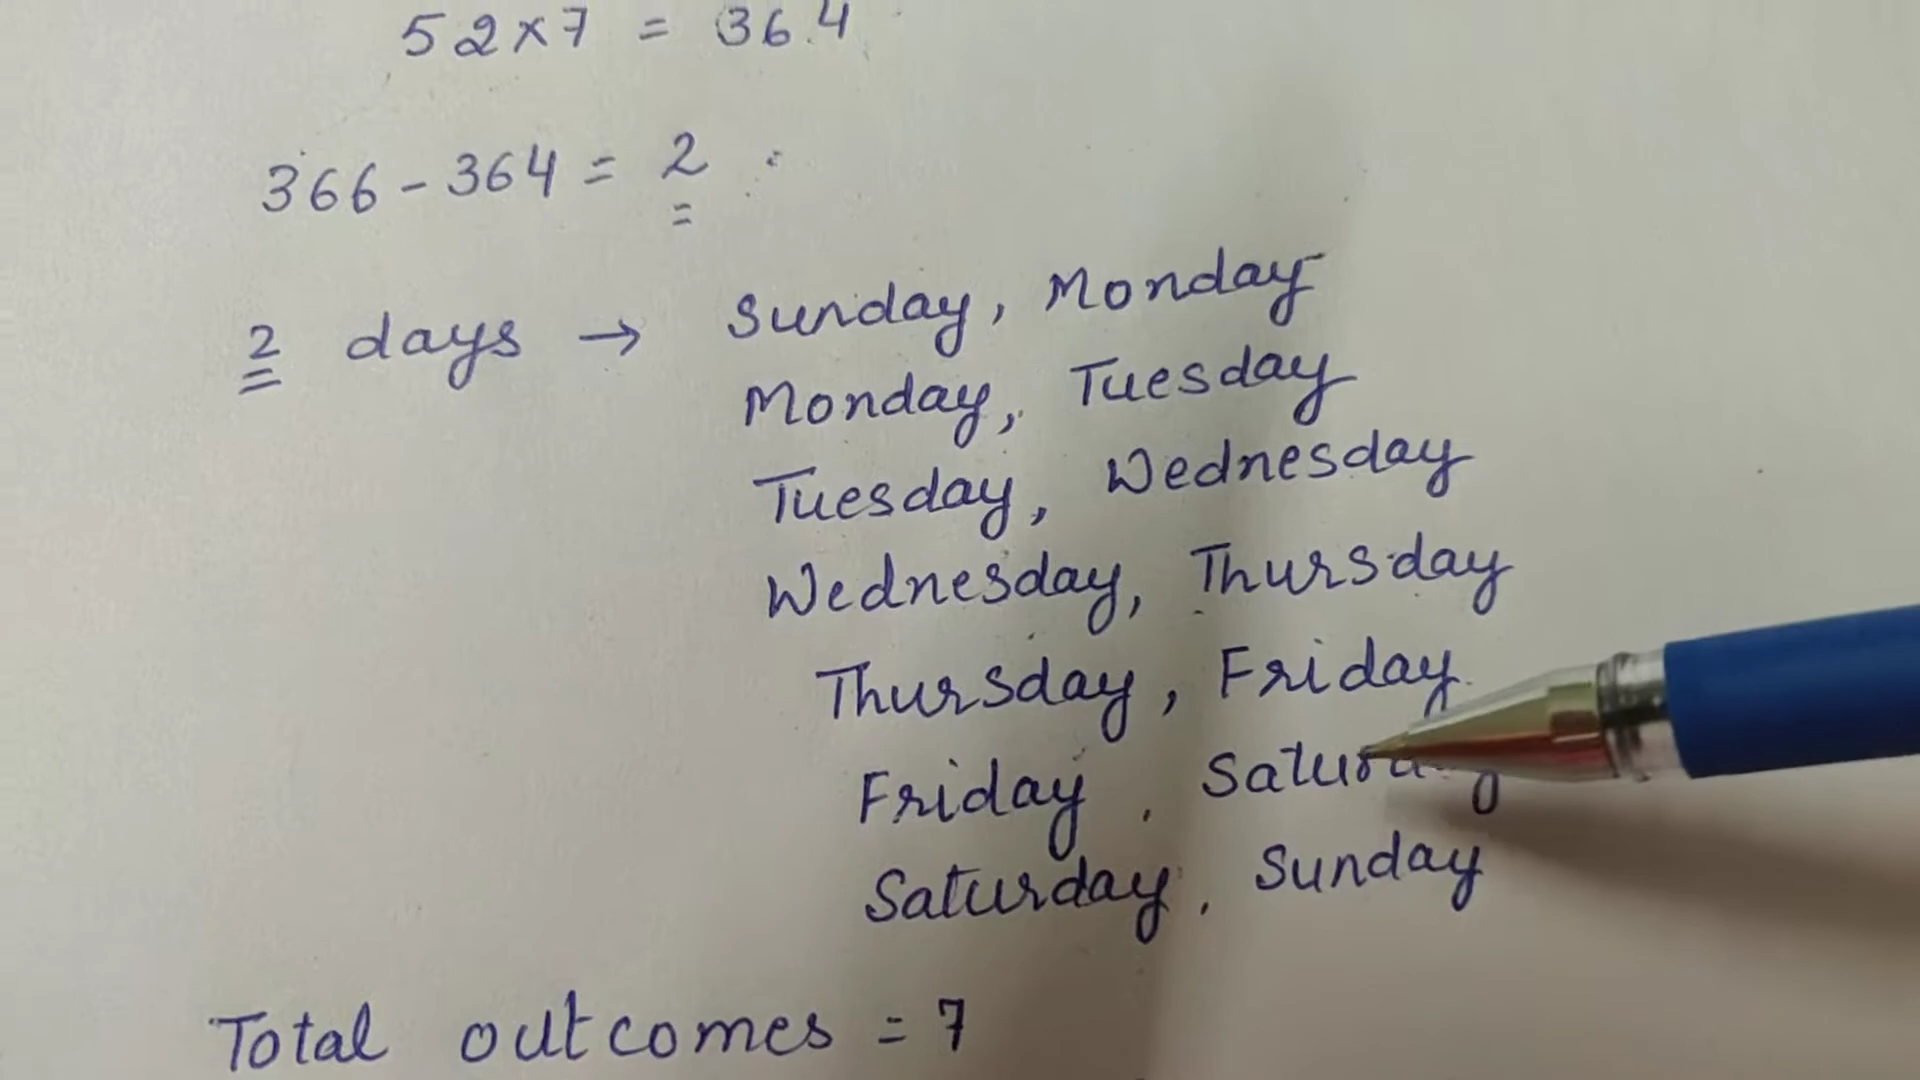 52×7 = 364
366 - 364 = 2
2 days → Sunday, Monday
Monday, Tuesday
Tuesday, Wednesday
Wednesday, Thursday
Thursday, Friday
Friday, Saturday
Saturday, Sunday
Total outcomes = 7